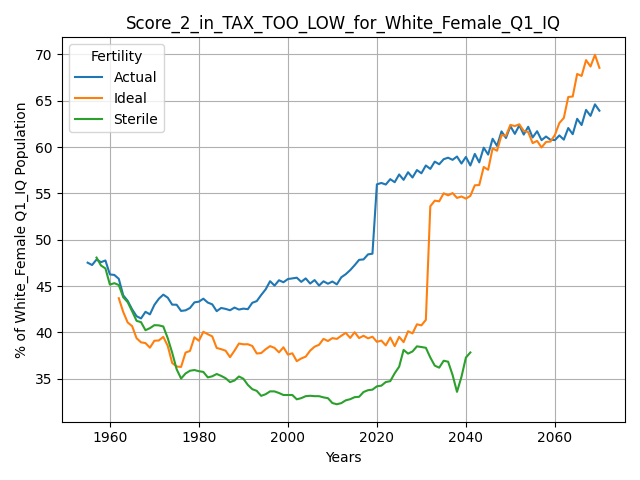 Score_2_in_TAX_TOO_LOW_for_White_Female_Q1_IQ
Fertility
Actual
Ideal
Sterile
% of White_Female Q1_IQ Population
70
65
60
55
50
45
40
35
1960
1980
2000
2020
2040
2060
Years